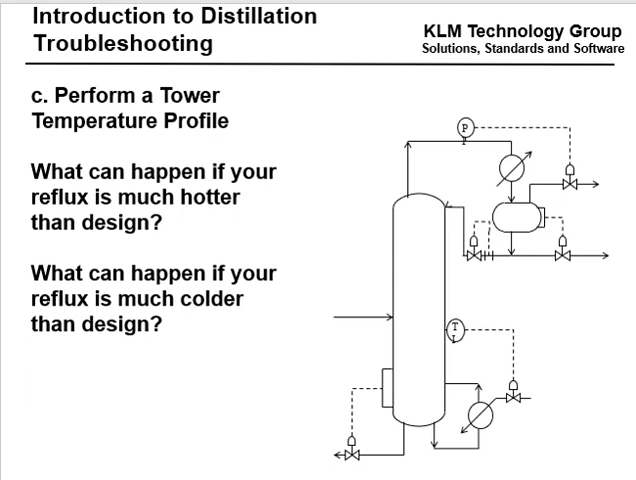 Introduction to Distillation
Troubleshooting
KLM Technology Group
Solutions, Standards and Software
c. Perform a Tower
Temperature Profile
What can happen if your
reflux is much hotter
than design?
What can happen if your
reflux is much colder
than design?
P
T